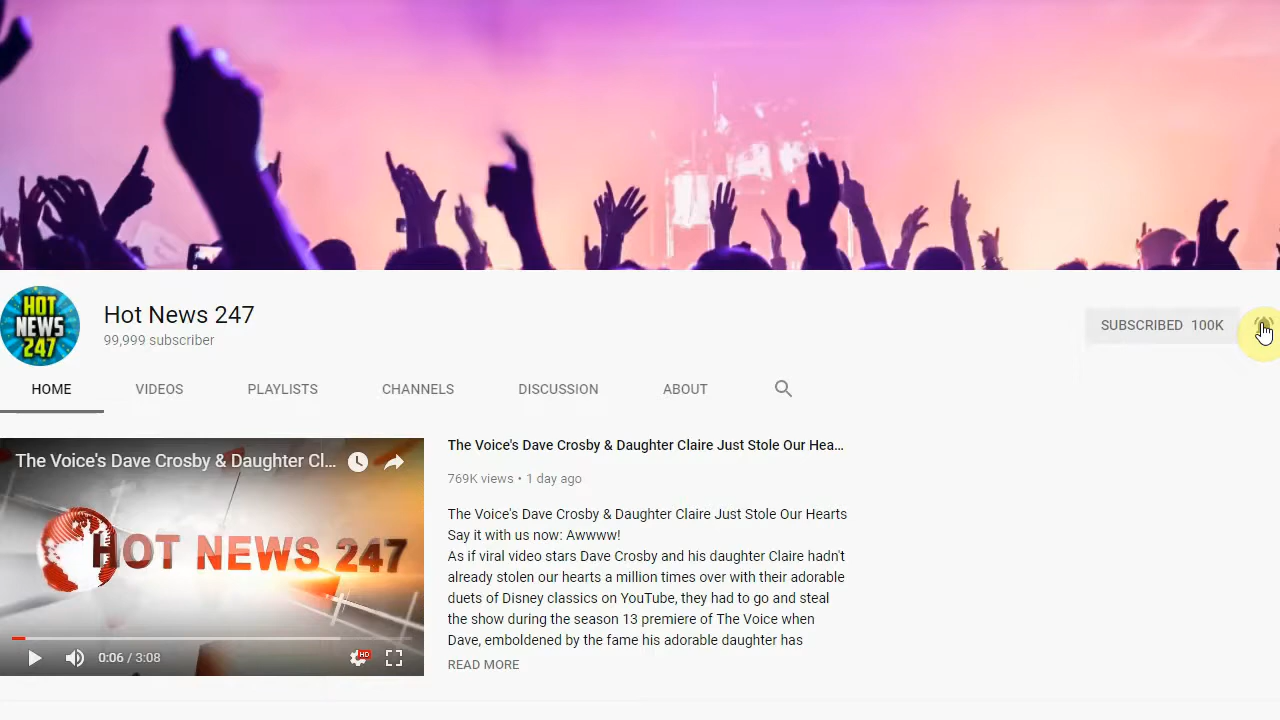 HOT
NEWS
247
Hot News 247
99,999 subscriber
SUBSCRIBED 100K
HOME VIDEOS PLAYLISTS CHANNELS DISCUSSION ABOUT
The Voice's Dave Crosby & Daughter Cl...
HOT NEWS 247
0:06 / 3:08
HD
The Voice's Dave Crosby & Daughter Claire Just Stole Our Hea...
769K views • 1 day ago
The Voice's Dave Crosby & Daughter Claire Just Stole Our Hearts
Say it with us now: Awwww!
As if viral video stars Dave Crosby and his daughter Claire hadn't
already stolen our hearts a million times over with their adorable
duets of Disney classics on YouTube, they had to go and steal
the show during the season 13 premiere of The Voice when
Dave, emboldened by the fame his adorable daughter has
READ MORE